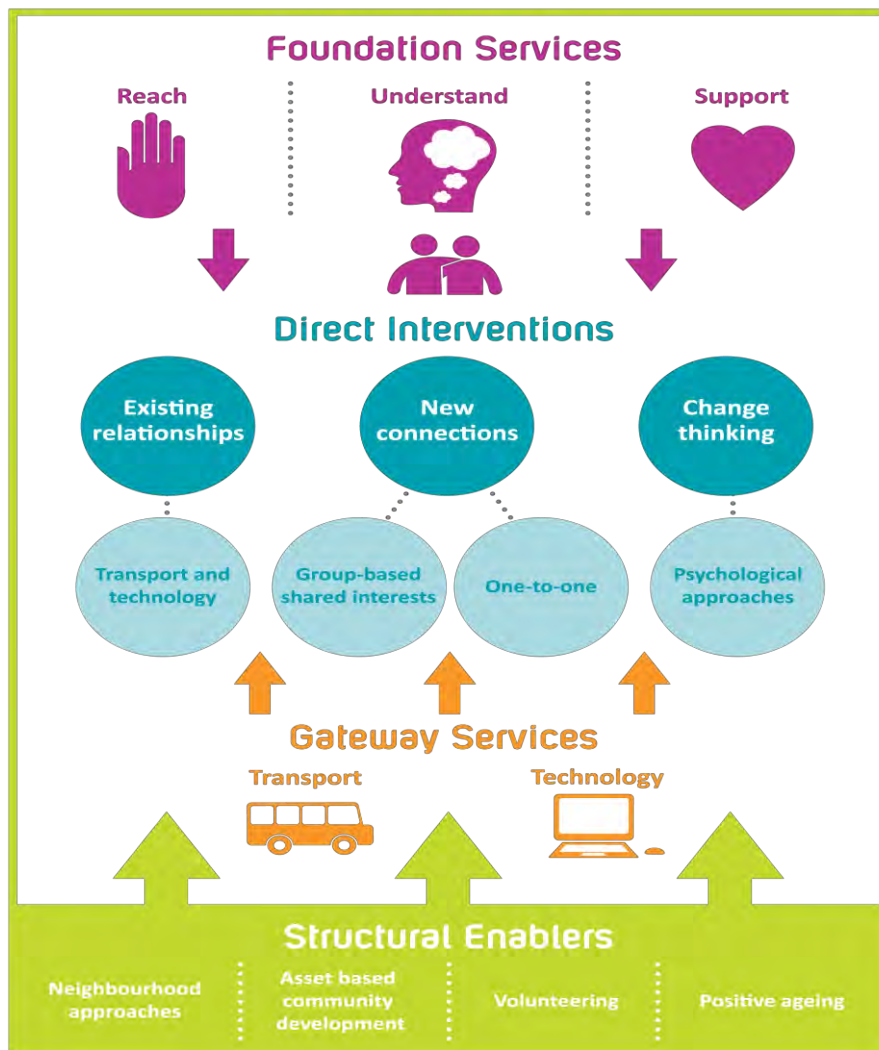 Foundation Services
Reach
Understand
Support
Direct Interventions
Existing
relationships
New
connections
Change
thinking
Transport and
technology
Group-based
shared interests
One-to-one
Psychological
approaches
Gateway Services
Transport
Technology
Structural Enablers
Neighbourhood
approaches
Asset based
community
development
Volunteering
Positive ageing